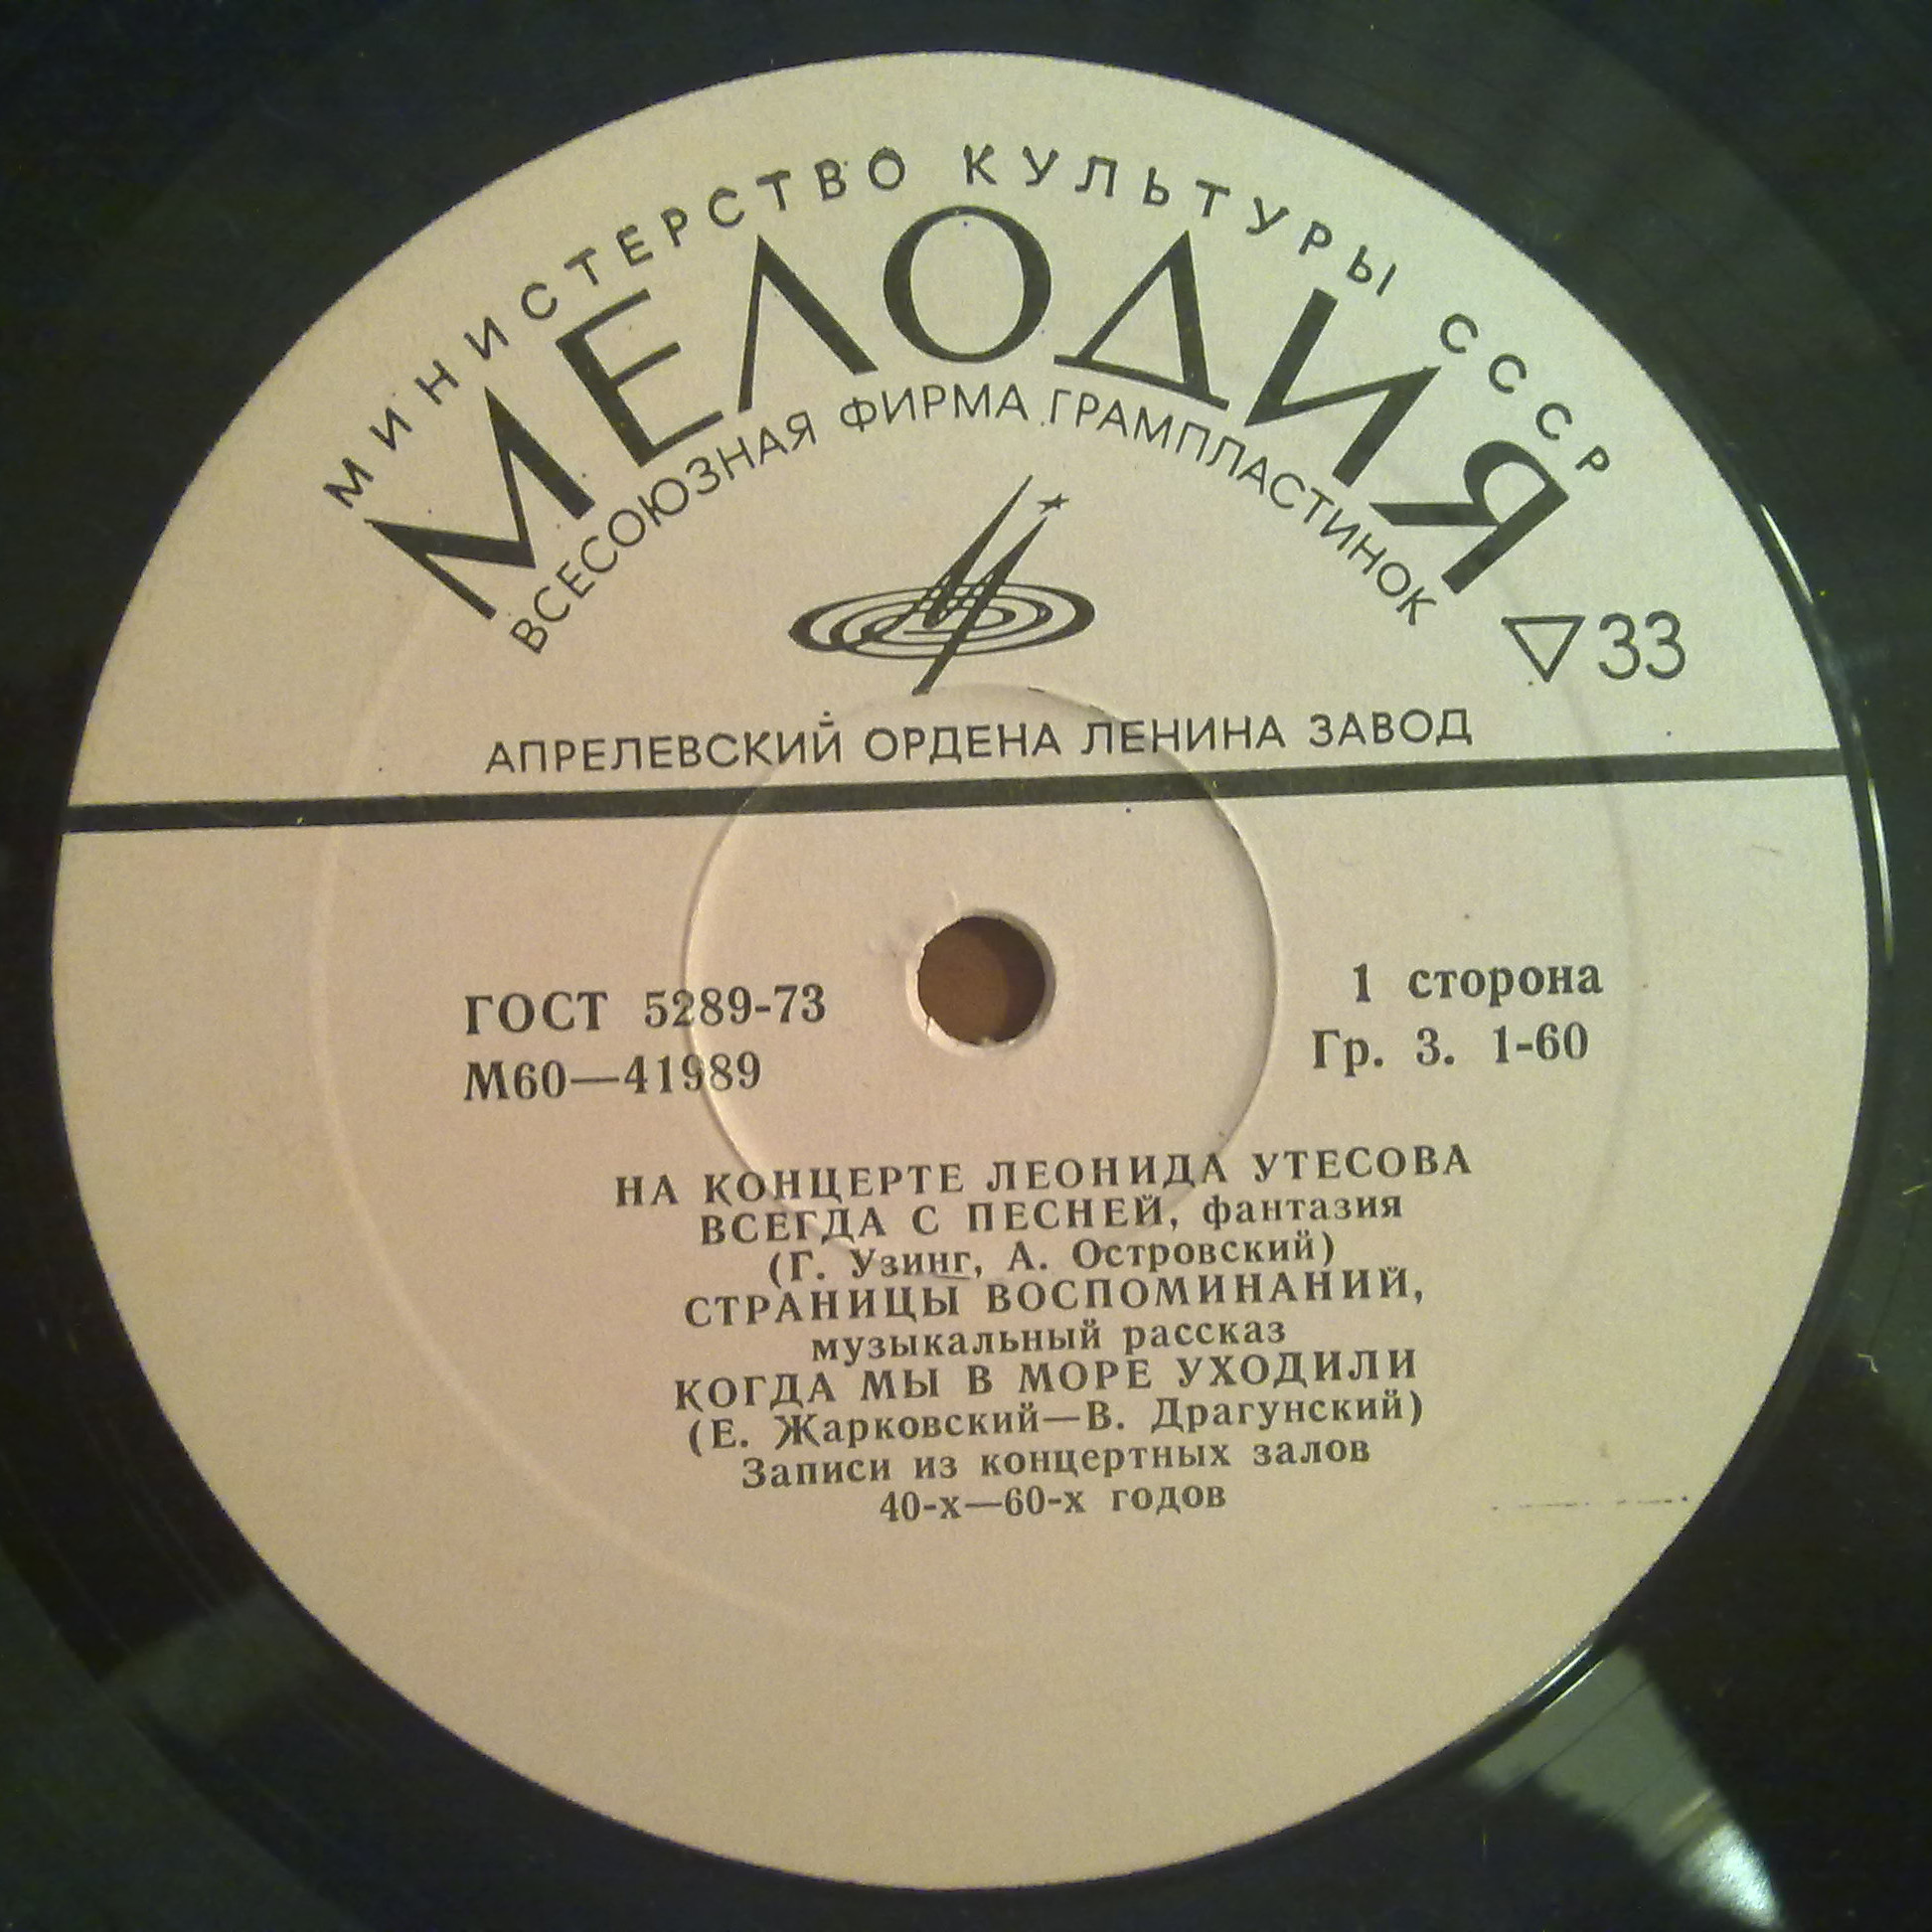 МИНИСТЕРСТВО КУЛЬТУРЫ СССР
МЕЛОДИЯ
ВСЕСОЮЗНАЯ ФИРМА ГРАМПЛАСТИНОК
▽33
АПРЕЛЕВСКИЙ ОРДЕНА ЛЕНИНА ЗАВОД
ГОСТ 5289-73
М60—41989
1 сторона
Гр. 3. 1-60
НА КОНЦЕРТЕ ЛЕОНИДА УТЕСОВА
ВСЕГДА С ПЕСНЕЙ, фантазия
(Г. Узинг, А. Островский)
СТРАНИЦЫ ВОСПОМИНАНИЙ,
музыкальный рассказ
КОГДА МЫ В МОРЕ УХОДИЛИ
(Е. Жарковский—В. Драгунский)
Записи из концертных залов
40-х—60-х годов